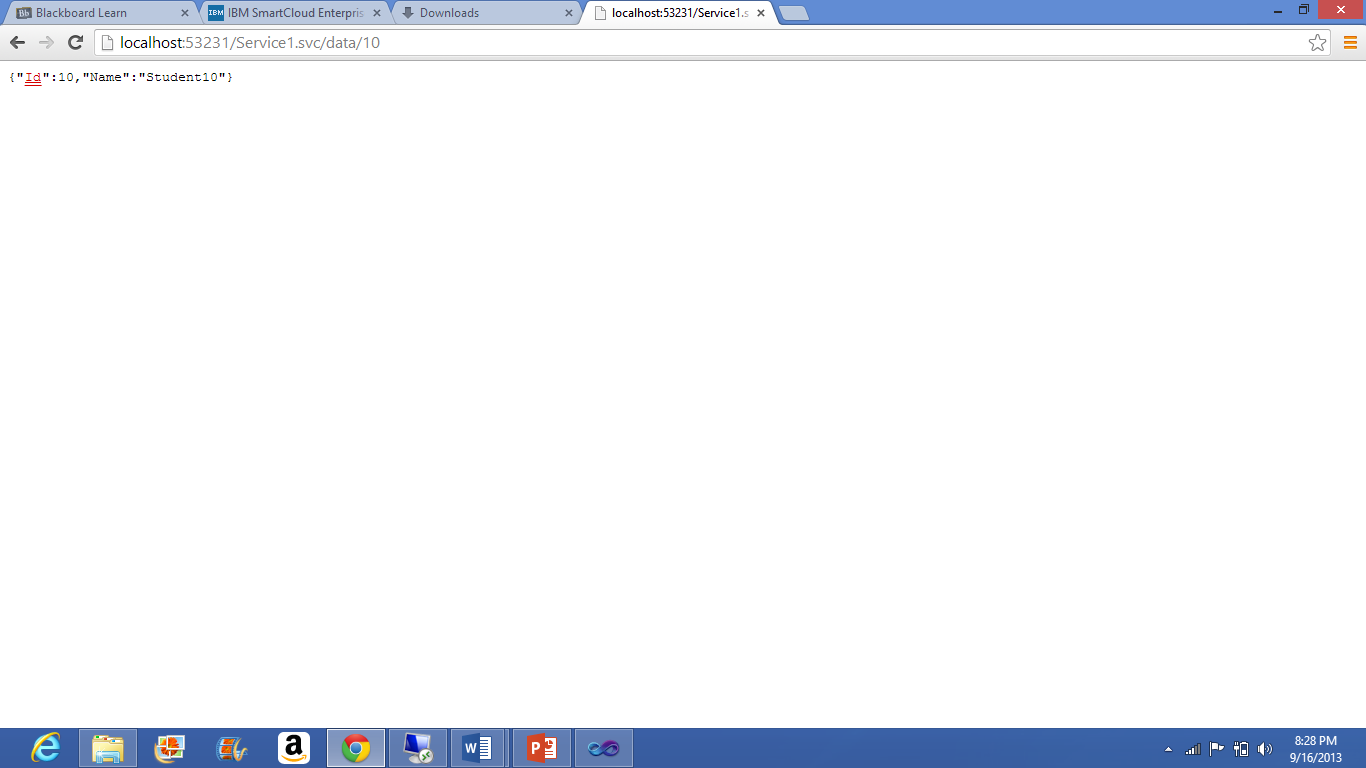 Blackboard Learn
IBM SmartCloud Enterpris
Downloads
localhost:53231/Service1.s
localhost:53231/Service1.svc/data/10
{"Id":10,"Name":"Student10"}
8:28 PM
9/16/2013